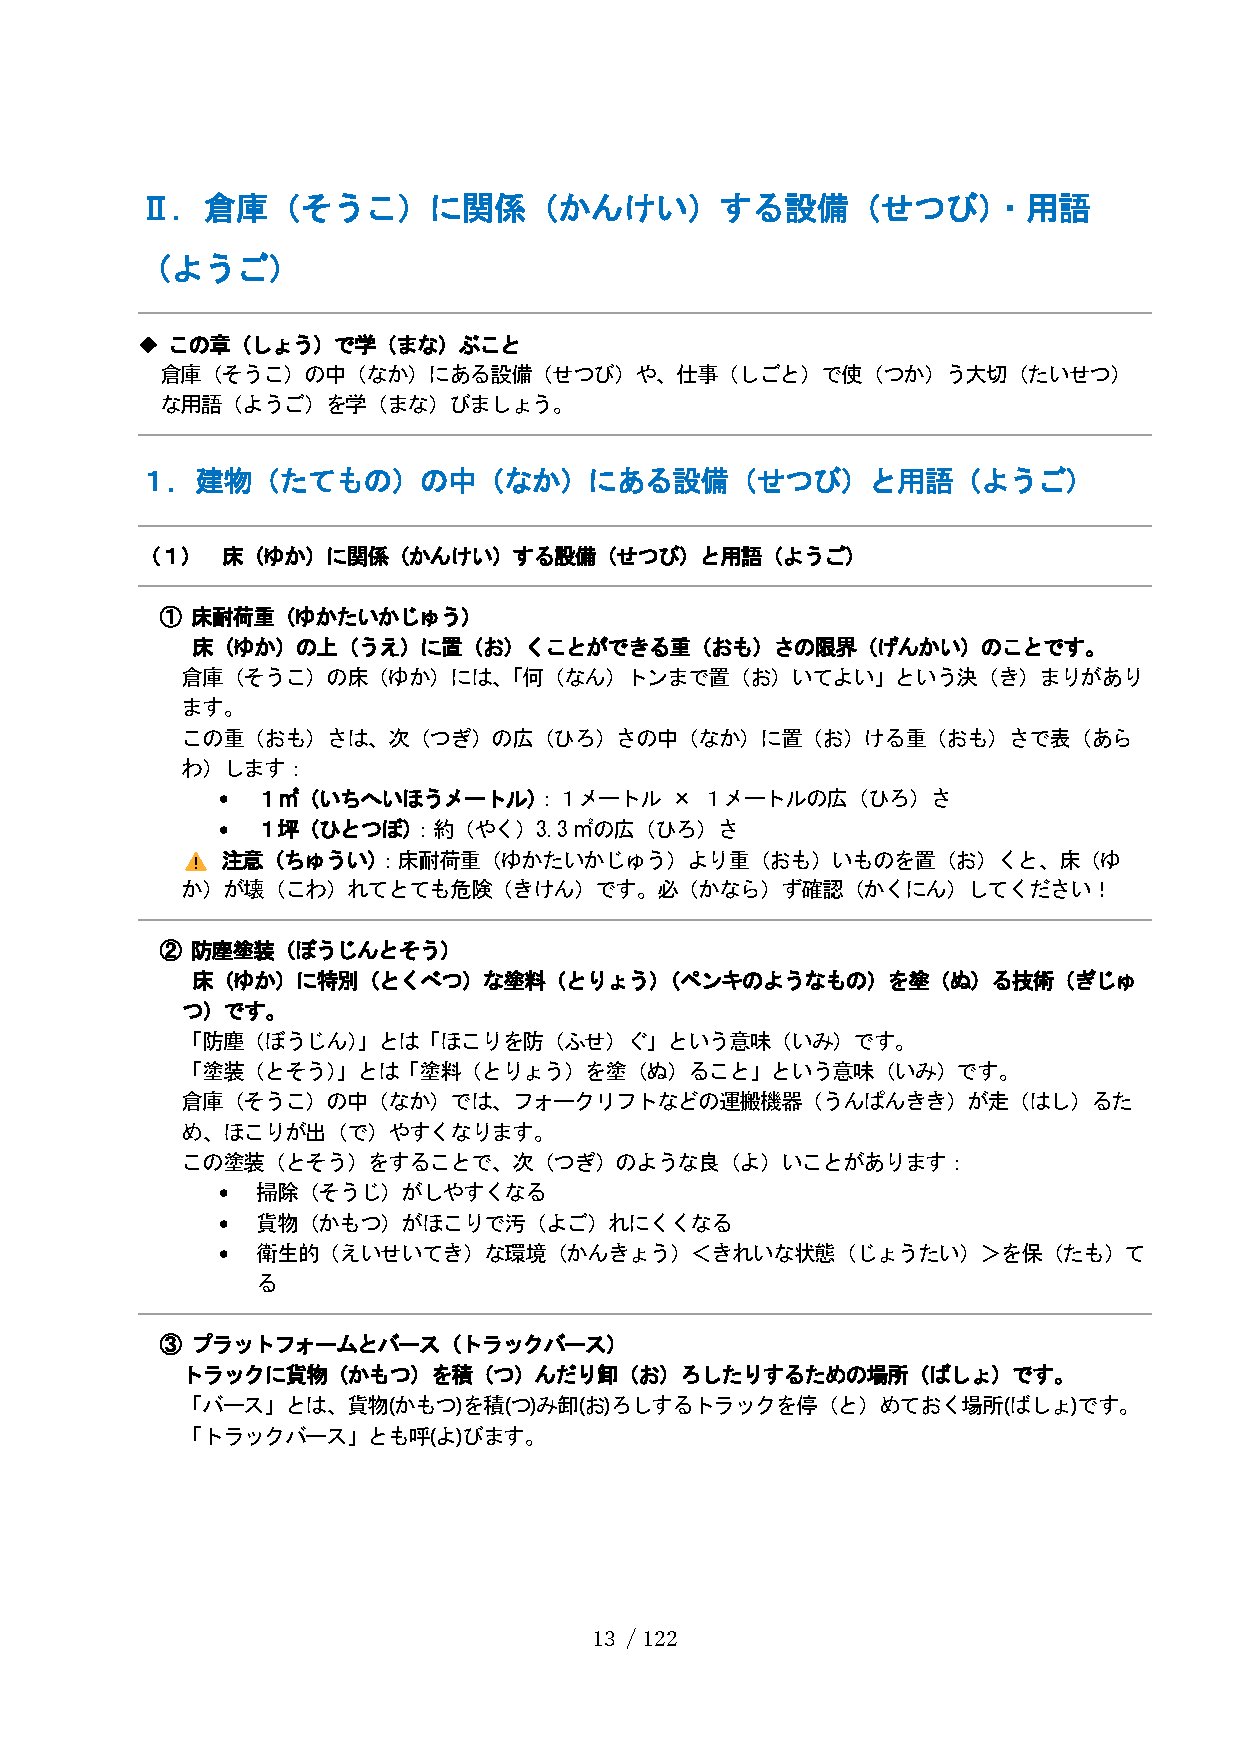 Ⅱ．倉庫（そうこ）に関係（かんけい）する設備（せつび）・用語
（ようご）
◆ この章（しょう）で学（まな）ぶこと
倉庫（そうこ）の中（なか）にある設備（せつび）や、仕事（しごと）で使（つか）う大切（たいせつ）
な用語（ようご）を学（まな）びましょう。
１．建物（たてもの）の中（なか）にある設備（せつび）と用語（ようご）
（１）　床（ゆか）に関係（かんけい）する設備（せつび）と用語（ようご）
① 床耐荷重（ゆかたいかじゅう）
床（ゆか）の上（うえ）に置（お）くことができる重（おも）さの限界（げんかい）のことです。
倉庫（そうこ）の床（ゆか）には、「何（なん）トンまで置（お）いてよい」という決（き）まりがあり
ます。
この重（おも）さは、次（つぎ）の広（ひろ）さの中（なか）に置（お）ける重（おも）さで表（あら
わ）します：
• １㎡（いちへいほうメートル）：１メートル × １メートルの広（ひろ）さ
• １坪（ひとつぼ）：約（やく）3.3㎡の広（ひろ）さ
⚠ 注意（ちゅうい）：床耐荷重（ゆかたいかじゅう）より重（おも）いものを置（お）くと、床（ゆ
か）が壊（こわ）れてとても危険（きけん）です。必（かなら）ず確認（かくにん）してください！
② 防塵塗装（ぼうじんとそう）
床（ゆか）に特別（とくべつ）な塗料（とりょう）（ペンキのようなもの）を塗（ぬ）る技術（ぎじゅ
つ）です。
「防塵（ぼうじん）」とは「ほこりを防（ふせ）ぐ」という意味（いみ）です。
「塗装（とそう）」とは「塗料（とりょう）を塗（ぬ）ること」という意味（いみ）です。
倉庫（そうこ）の中（なか）では、フォークリフトなどの運搬機器（うんぱんきき）が走（はし）るた
め、ほこりが出（で）やすくなります。
この塗装（とそう）をすることで、次（つぎ）のような良（よ）いことがあります：
• 掃除（そうじ）がしやすくなる
• 貨物（かもつ）がほこりで汚（よご）れにくくなる
• 衛生的（えいせいてき）な環境（かんきょう）＜きれいな状態（じょうたい）＞を保（たも）て
る
③ プラットフォームとバース（トラックバース）
トラックに貨物（かもつ）を積（つ）んだり卸（お）ろしたりするための場所（ばしょ）です。
「バース」とは、貨物(かもつ)を積(つ)み卸(お)ろしするトラックを停（と）めておく場所(ばしょ)です。
「トラックバース」とも呼(よ)びます。
13 / 122